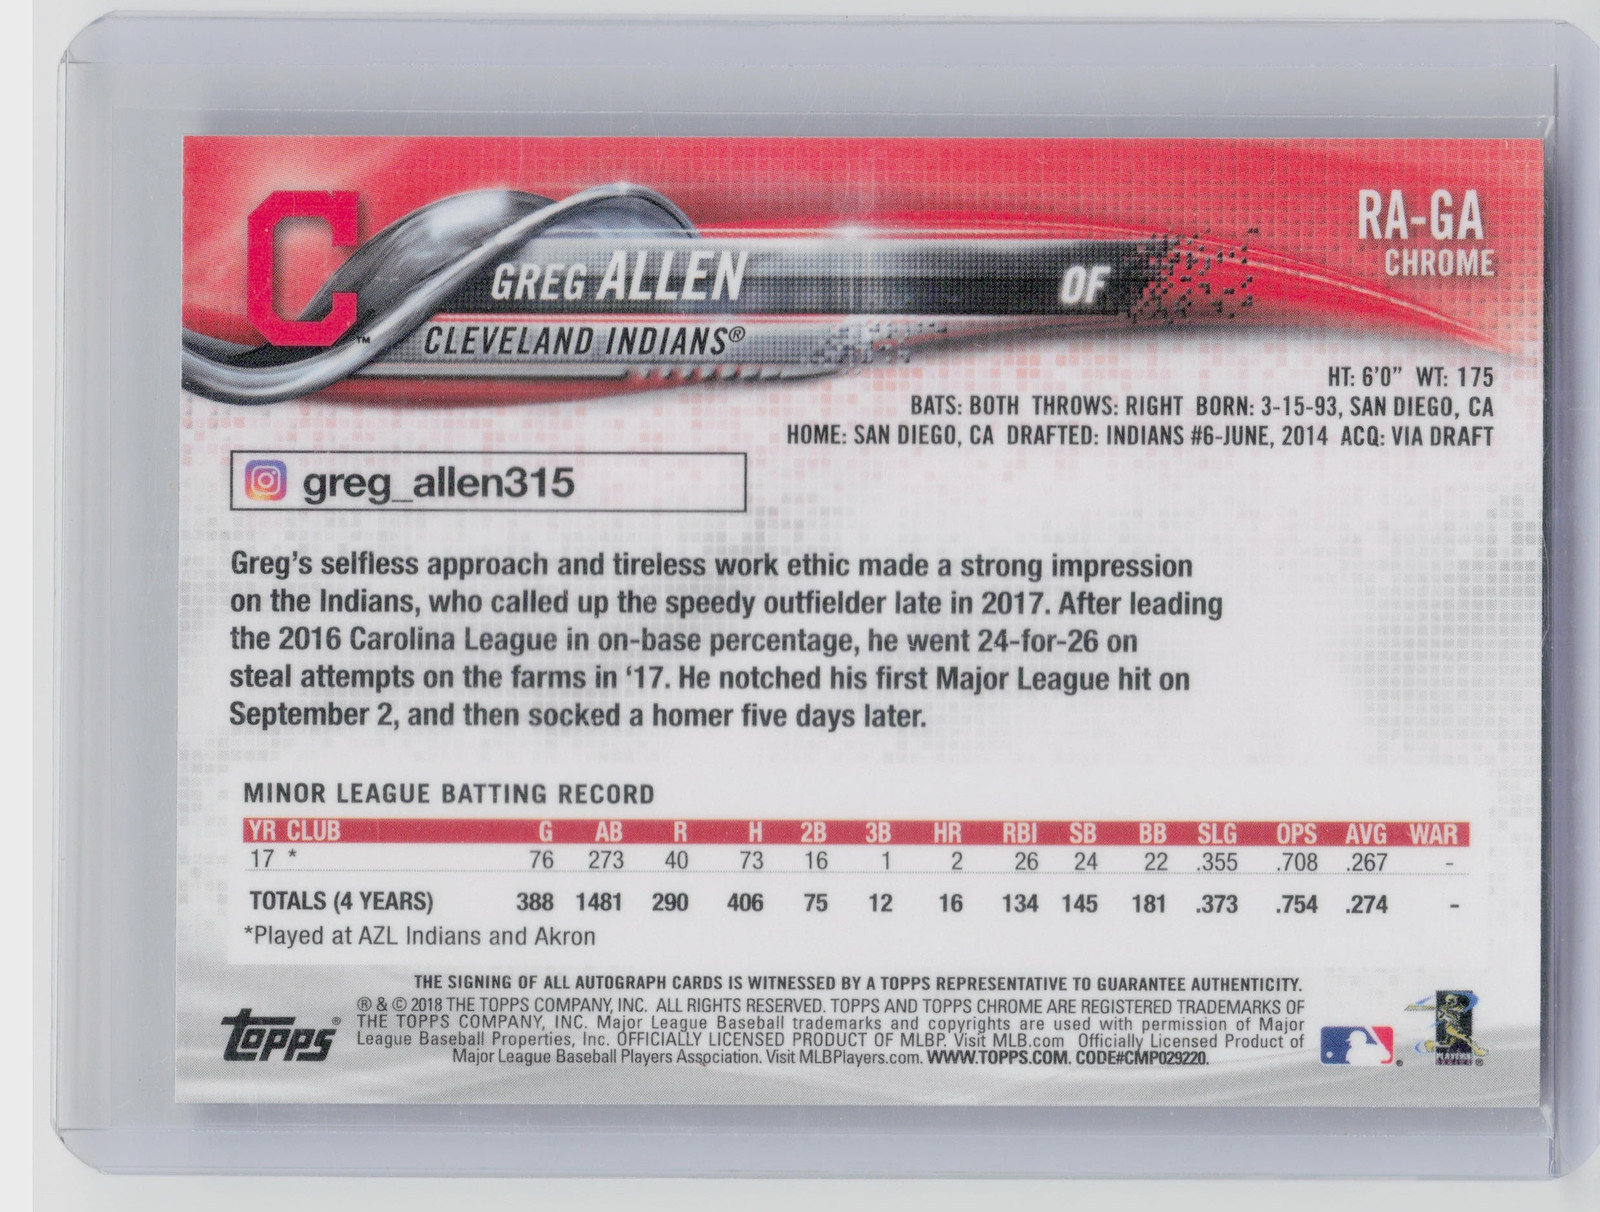 C
™
RA-GA
CHROME
GREG ALLEN
OF
CLEVELAND INDIANS®
HT: 6'0" WT: 175
BATS: BOTH THROWS: RIGHT BORN: 3-15-93, SAN DIEGO, CA
HOME: SAN DIEGO, CA DRAFTED: INDIANS #6-JUNE, 2014 ACQ: VIA DRAFT
greg_allen315
Greg's selfless approach and tireless work ethic made a strong impression
on the Indians, who called up the speedy outfielder late in 2017. After leading
the 2016 Carolina League in on-base percentage, he went 24-for-26 on
steal attempts on the farms in '17. He notched his first Major League hit on
September 2, and then socked a homer five days later.
MINOR LEAGUE BATTING RECORD
YR CLUB G AB R H 2B 3B HR RBI SB BB SLG OPS AVG WAR
17 * 76 273 40 73 16 1 2 26 24 22 .355 .708 .267 -
TOTALS (4 YEARS) 388 1481 290 406 75 12 16 134 145 181 .373 .754 .274 -
*Played at AZL Indians and Akron
THE SIGNING OF ALL AUTOGRAPH CARDS IS WITNESSED BY A TOPPS REPRESENTATIVE TO GUARANTEE AUTHENTICITY.
® & © 2018 THE TOPPS COMPANY, INC. ALL RIGHTS RESERVED. TOPPS AND TOPPS CHROME ARE REGISTERED TRADEMARKS OF
THE TOPPS COMPANY, INC. Major League Baseball trademarks and copyrights are used with permission of Major
League Baseball Properties, Inc. OFFICIALLY LICENSED PRODUCT OF MLBP. Visit MLB.com Officially Licensed Product of
Major League Baseball Players Association. Visit MLBPlayers.com. WWW.TOPPS.COM. CODE#CMP029220.
topps®
PLAYERS